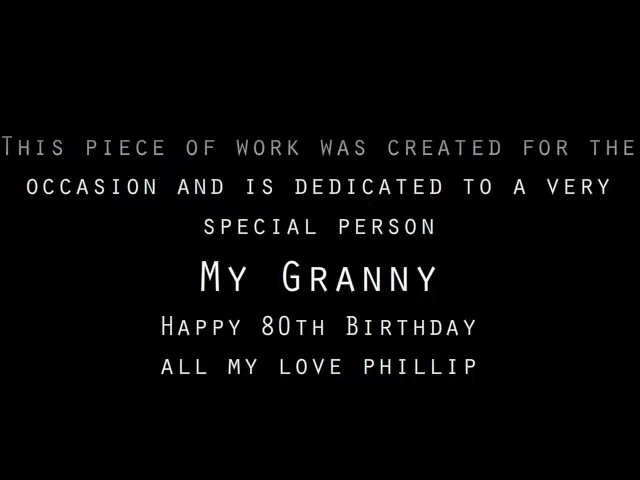 This piece of work was created for the
occasion and is dedicated to a very
special person
My Granny
Happy 80th Birthday
all my love phillip